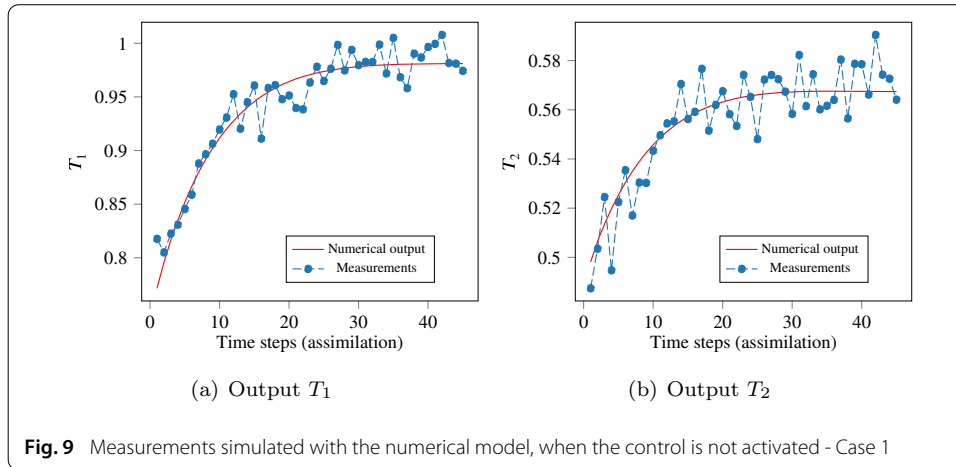 1
0.95
0.9
0.85
0.8
T1
0 10 20 30 40
Time steps (assimilation)
Numerical output
Measurements
(a) Output T1
0.58
0.56
0.54
0.52
0.5
T2
0 10 20 30 40
Time steps (assimilation)
Numerical output
Measurements
(b) Output T2
Fig. 9 Measurements simulated with the numerical model, when the control is not activated - Case 1